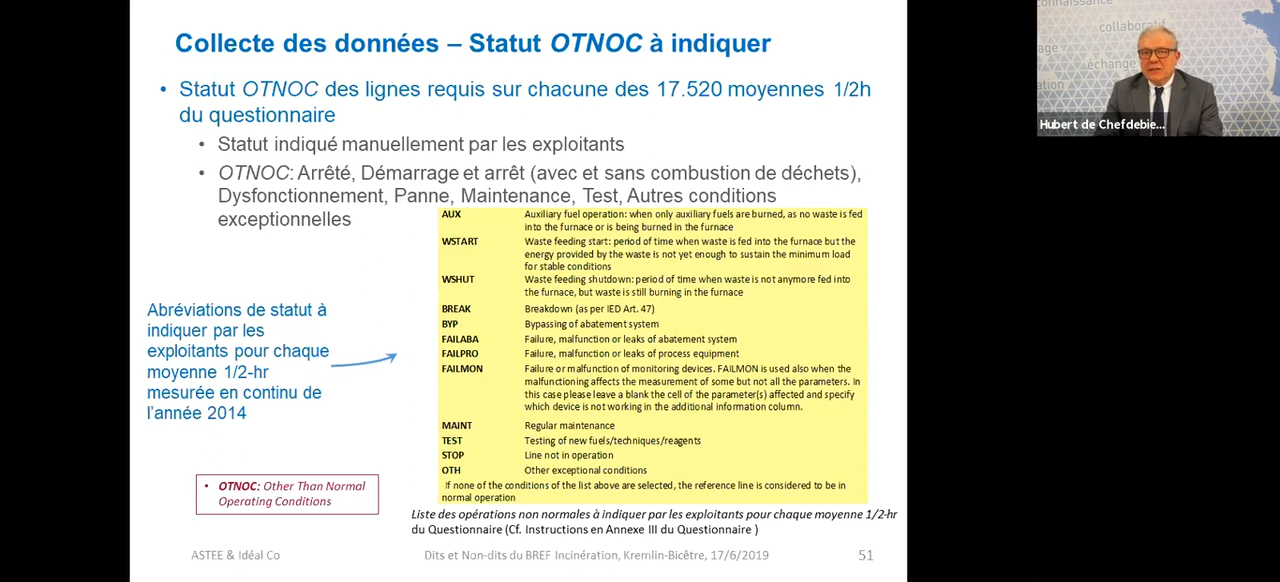 Collecte des données – Statut OTNOC à indiquer
• Statut OTNOC des lignes requis sur chacune des 17.520 moyennes 1/2h
du questionnaire
• Statut indiqué manuellement par les exploitants
• OTNOC: Arrêté, Démarrage et arrêt (avec et sans combustion de déchets),
Dysfonctionnement, Panne, Maintenance, Test, Autres conditions
exceptionnelles
AUX Auxiliary fuel operation: when only auxiliary fuels are burned, as no waste is fed
into the furnace or is being burned in the furnace
WSTART Waste feeding start: period of time when waste is fed into the furnace but the
energy provided by the waste is not yet enough to sustain the minimum load
for stable conditions
WSHUT Waste feeding shutdown: period of time when waste is not anymore fed into
the furnace, but waste is still burning in the furnace
BREAK Breakdown (as per IED Art. 47)
BYP Bypassing of abatement system
FAILABA Failure, malfunction or leaks of abatement system
FAILPRO Failure, malfunction or leaks of process equipment
FAILMON Failure or malfunction of monitoring devices. FAILMON is used also when the
malfunctioning affects the measurement of some but not all the parameters. In
this case please leave a blank the cell of the parameter(s) affected and specify
which device is not working in the additional information column.
MAINT Regular maintenance
TEST Testing of new fuels/techniques/reagents
STOP Line not in operation
OTH Other exceptional conditions
If none of the conditions of the list above are selected, the reference line is considered to be in
normal operation
Abréviations de statut à
indiquer par les
exploitants pour chaque
moyenne 1/2-hr
mesurée en continu de
l'année 2014
• OTNOC: Other Than Normal
Operating Conditions
Liste des opérations non normales à indiquer par les exploitants pour chaque moyenne 1/2-hr
du Questionnaire (Cf. Instructions en Annexe III du Questionnaire )
ASTEE & Idéal Co
Dits et Non-dits du BREF Incinération, Kremlin-Bicêtre, 17/6/2019
51
connaissance
collaboratif
échange
Hubert de Chefdebie...